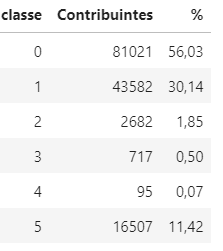 classe Contribuintes %
0 81021 56,03
1 43582 30,14
2 2682 1,85
3 717 0,50
4 95 0,07
5 16507 11,42